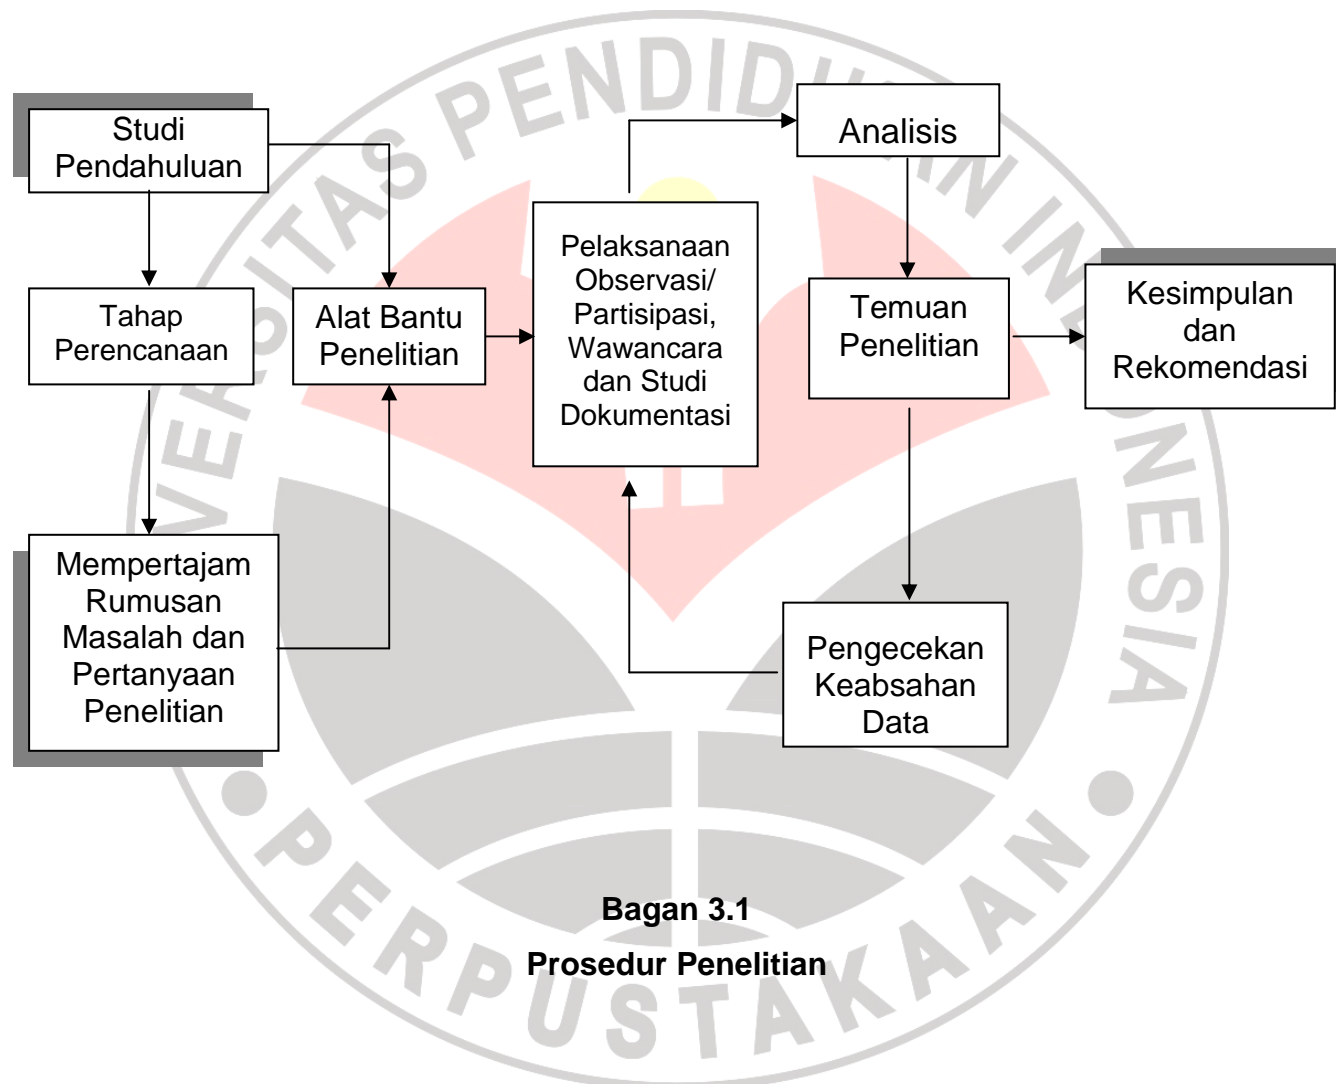 Studi
Pendahuluan
Tahap
Perencanaan
Mempertajam
Rumusan
Masalah dan
Pertanyaan
Penelitian
Alat Bantu
Penelitian
Pelaksanaan
Observasi/
Partisipasi,
Wawancara
dan Studi
Dokumentasi
Analisis
Temuan
Penelitian
Pengecekan
Keabsahan
Data
Kesimpulan
dan
Rekomendasi
Bagan 3.1
Prosedur Penelitian
UNIVERSITAS PENDIDIKAN INDONESIA
PERPUSTAKAAN